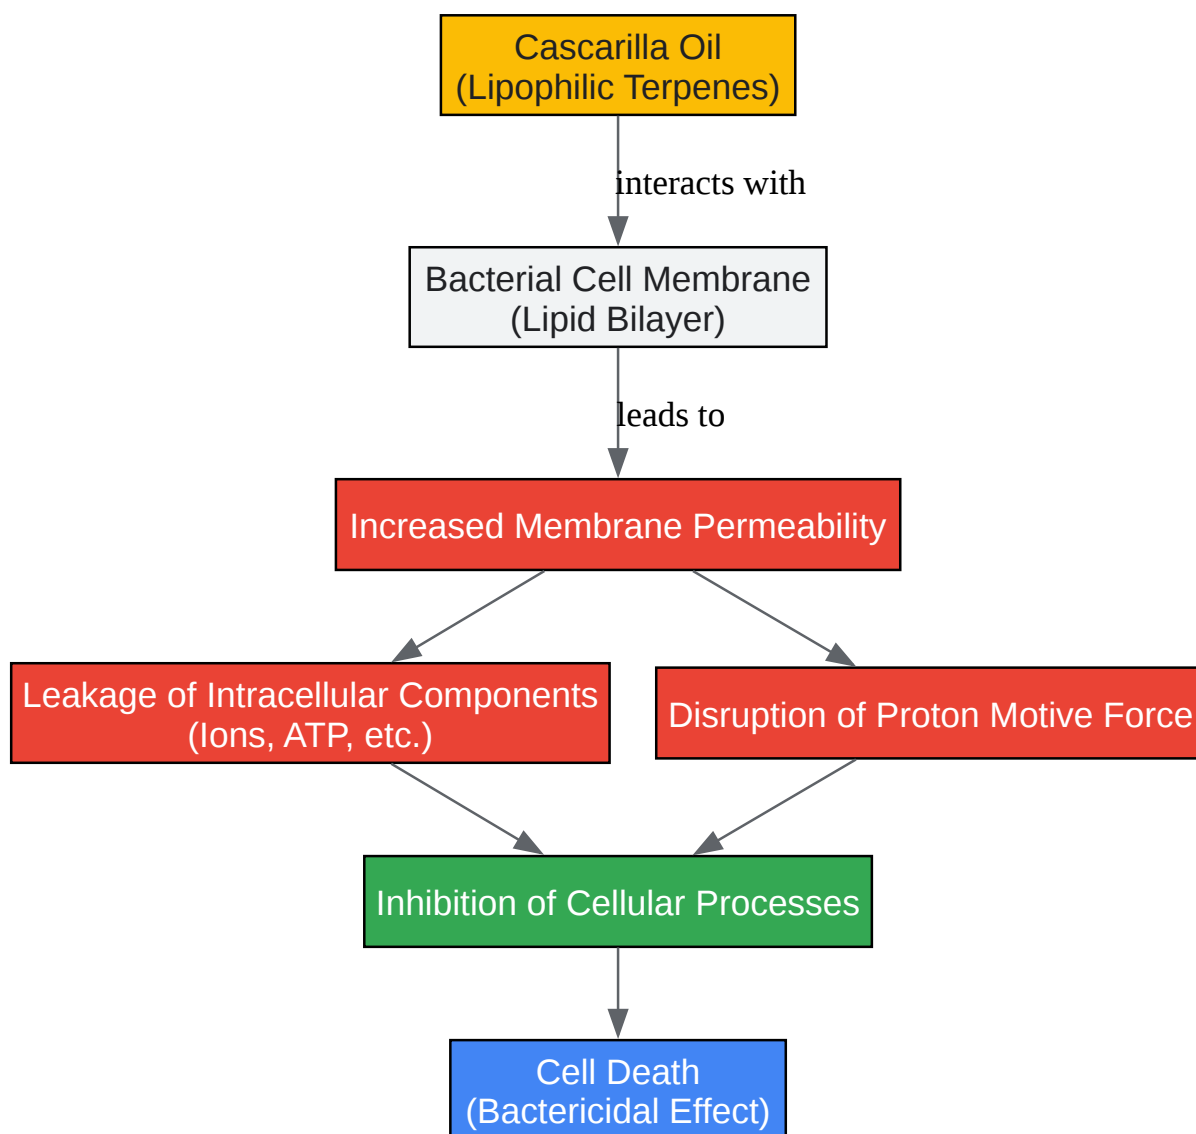 Cascarilla Oil
(Lipophilic Terpenes)
interacts with
Bacterial Cell Membrane
(Lipid Bilayer)
leads to
Increased Membrane Permeability
Leakage of Intracellular Components
(Ions, ATP, etc.)
Disruption of Proton Motive Force
Inhibition of Cellular Processes
Cell Death
(Bactericidal Effect)